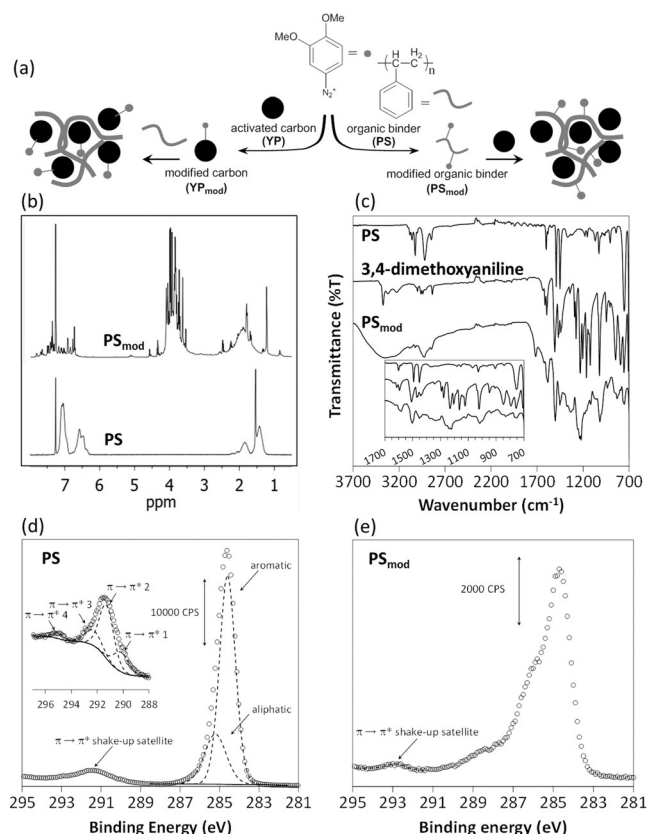 (a)
OMe
MeO
N₂⁺
=
H
H₂
C
C
n
=
activated carbon
(YP)
organic binder
(PS)
modified carbon
(YPmod)
modified organic binder
(PSmod)
(b)
PSmod
PS
7 6 5 4 3 2 1
ppm
(c)
PS
3,4-dimethoxyaniline
PSmod
Transmittance (%T)
1700 1500 1300 1100 900 700
3700 3200 2700 2200 1700 1200 700
Wavenumber (cm⁻¹)
(d)
PS
π → π* 2
π → π* 3
π → π* 4
π → π* 1
296 294 292 290 288
10000 CPS
aromatic
aliphatic
π → π* shake-up satellite
295 293 291 289 287 285 283 281
Binding Energy (eV)
(e)
PSmod
2000 CPS
π → π* shake-up satellite
295 293 291 289 287 285 283 281
Binding Energy (eV)